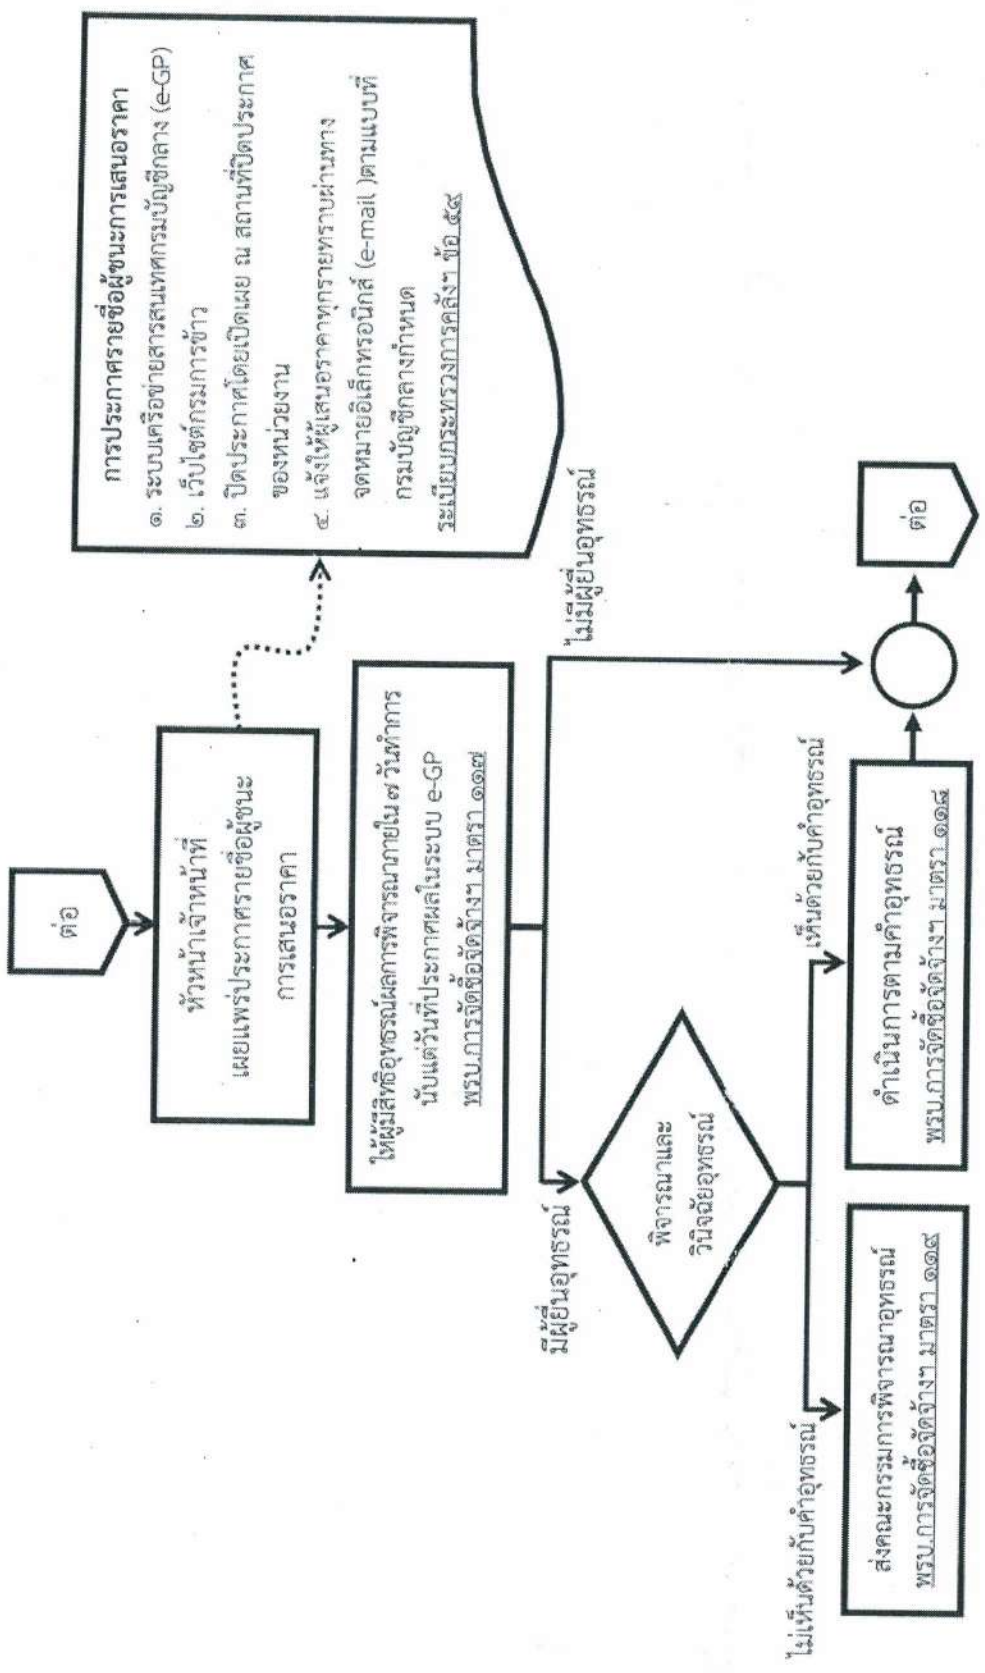 ต่อ
หัวหน้าเจ้าหน้าที่
เผยแพร่ประกาศรายชื่อผู้ชนะ
การเสนอราคา
การประกาศรายชื่อผู้ชนะการเสนอราคา
๑. ระบบเครือข่ายสารสนเทศกรมบัญชีกลาง (e-GP)
๒. เว็บไซต์กรมการข้าว
๓. ปิดประกาศโดยเปิดเผย ณ สถานที่ปิดประกาศ
ของหน่วยงาน
๔. แจ้งให้ผู้เสนอราคาทุกรายทราบผ่านทาง
จดหมายอิเล็กทรอนิกส์ (e-mail )ตามแบบที่
กรมบัญชีกลางกำหนด
ระเบียบกระทรวงการคลังฯ ข้อ ๕๙
ให้ผู้มีสิทธิอุทธรณ์ผลการพิจารณาภายใน ๗ วันทำการ
นับแต่วันที่ประกาศผลในระบบ e-GP
พรบ.การจัดซื้อจัดจ้างฯ มาตรา ๑๑๗
มีผู้ยื่นอุทธรณ์
ไม่มีผู้ยื่นอุทธรณ์
พิจารณาและ
วินิจฉัยอุทธรณ์
ไม่เห็นด้วยกับคำอุทธรณ์
เห็นด้วยกับคำอุทธรณ์
ส่งคณะกรรมการพิจารณาอุทธรณ์
พรบ.การจัดซื้อจัดจ้างฯ มาตรา ๑๑๙
ดำเนินการตามคำอุทธรณ์
พรบ.การจัดซื้อจัดจ้างฯ มาตรา ๑๑๘
ต่อ